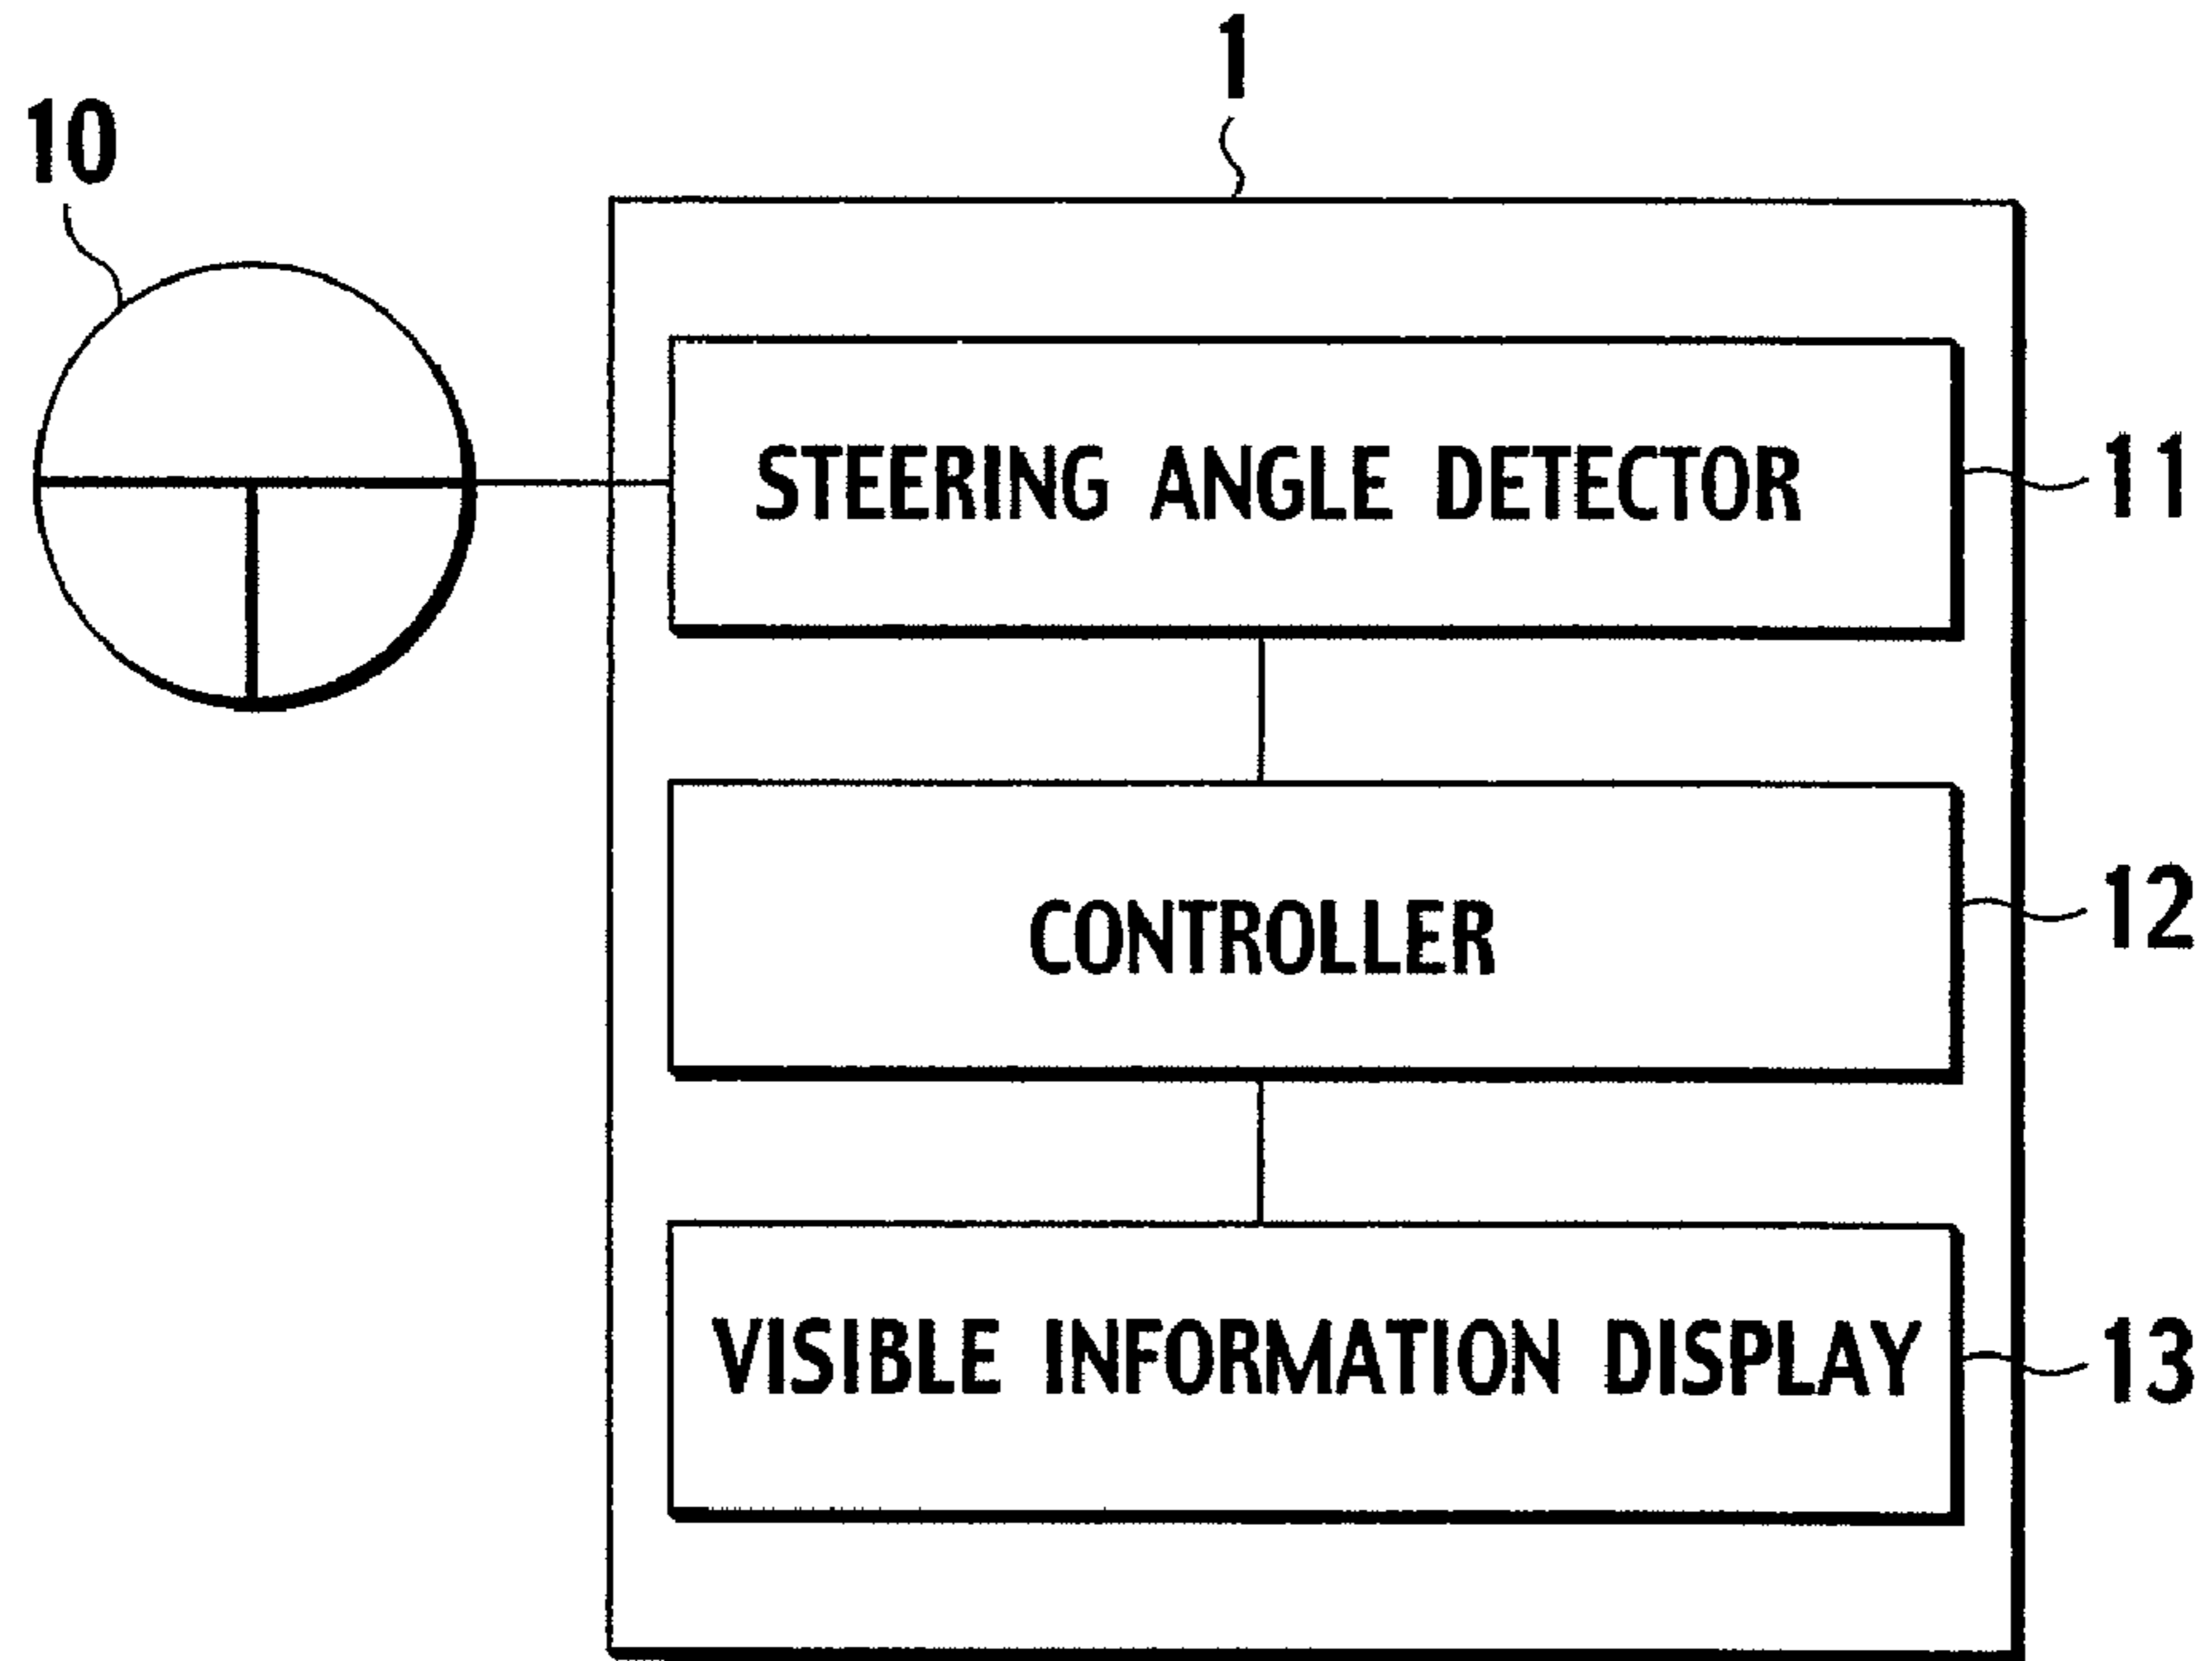 1
10
STEERING ANGLE DETECTOR
11
CONTROLLER
12
VISIBLE INFORMATION DISPLAY
13